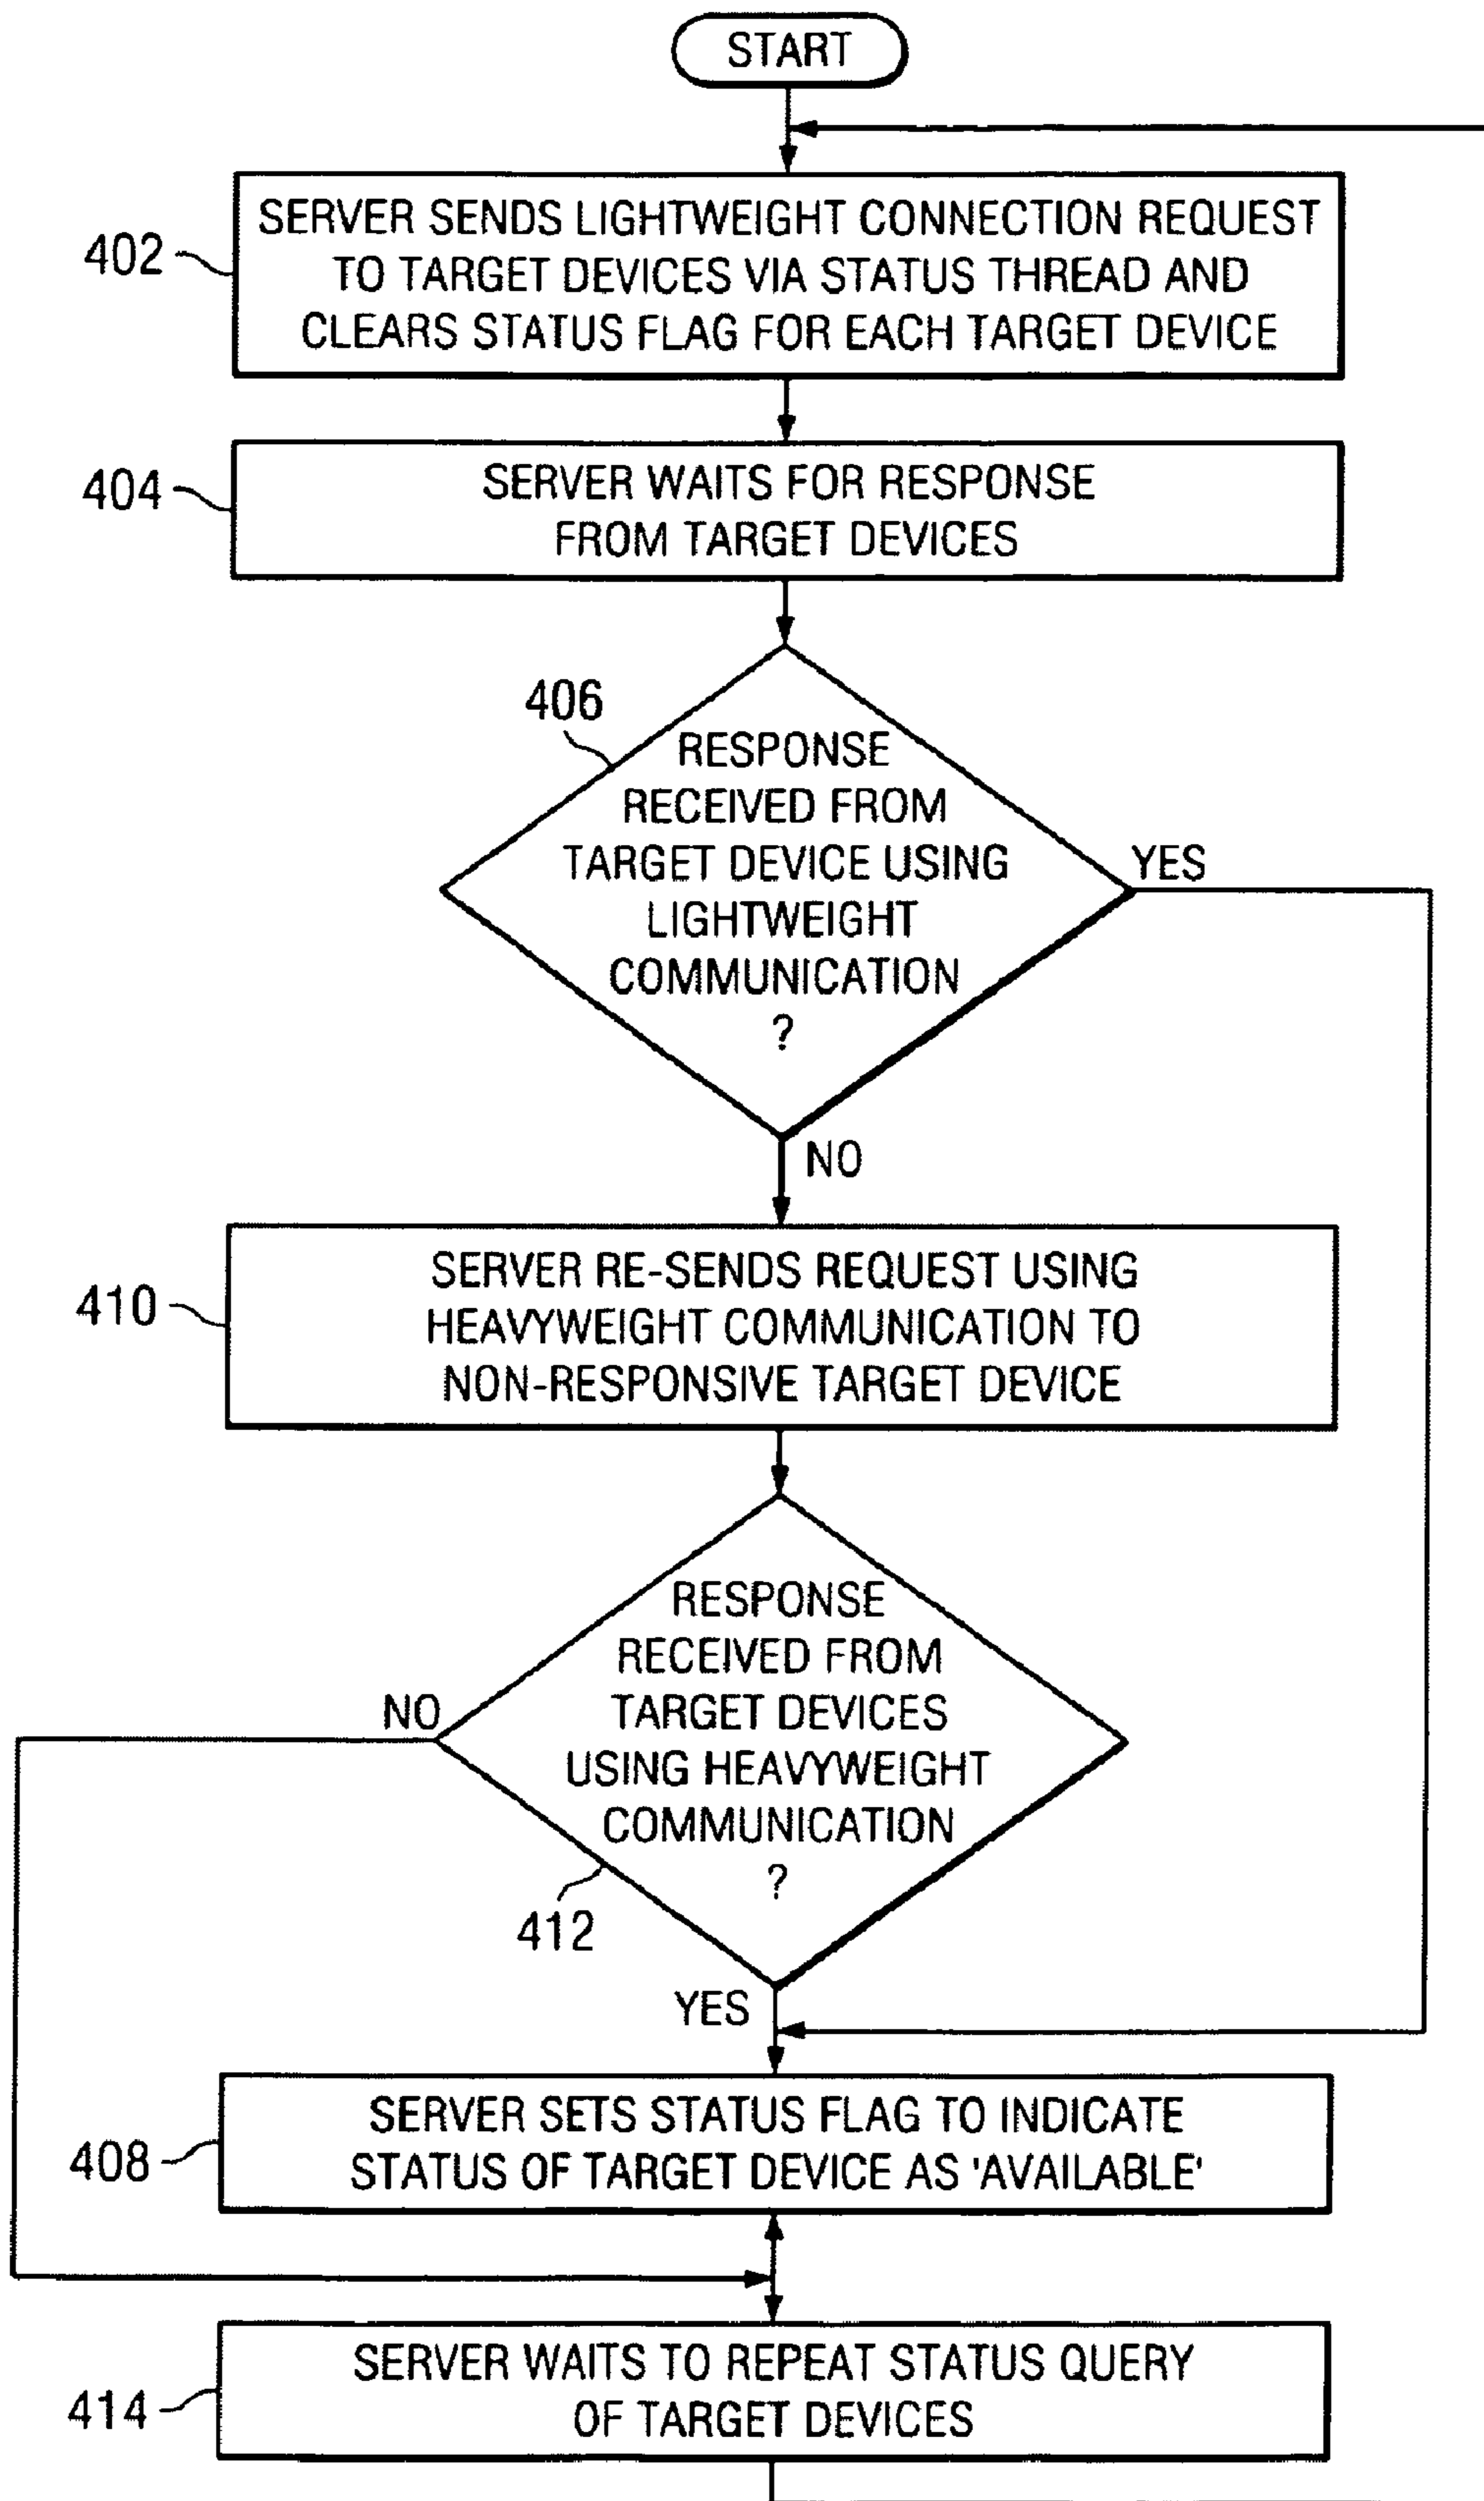 START
402
SERVER SENDS LIGHTWEIGHT CONNECTION REQUEST
TO TARGET DEVICES VIA STATUS THREAD AND
CLEARS STATUS FLAG FOR EACH TARGET DEVICE
404
SERVER WAITS FOR RESPONSE
FROM TARGET DEVICES
406
RESPONSE
RECEIVED FROM
TARGET DEVICE USING
LIGHTWEIGHT
COMMUNICATION
?
YES
NO
410
SERVER RE-SENDS REQUEST USING
HEAVYWEIGHT COMMUNICATION TO
NON-RESPONSIVE TARGET DEVICE
RESPONSE
RECEIVED FROM
TARGET DEVICES
USING HEAVYWEIGHT
COMMUNICATION
?
NO
412
YES
408
SERVER SETS STATUS FLAG TO INDICATE
STATUS OF TARGET DEVICE AS 'AVAILABLE'
414
SERVER WAITS TO REPEAT STATUS QUERY
OF TARGET DEVICES